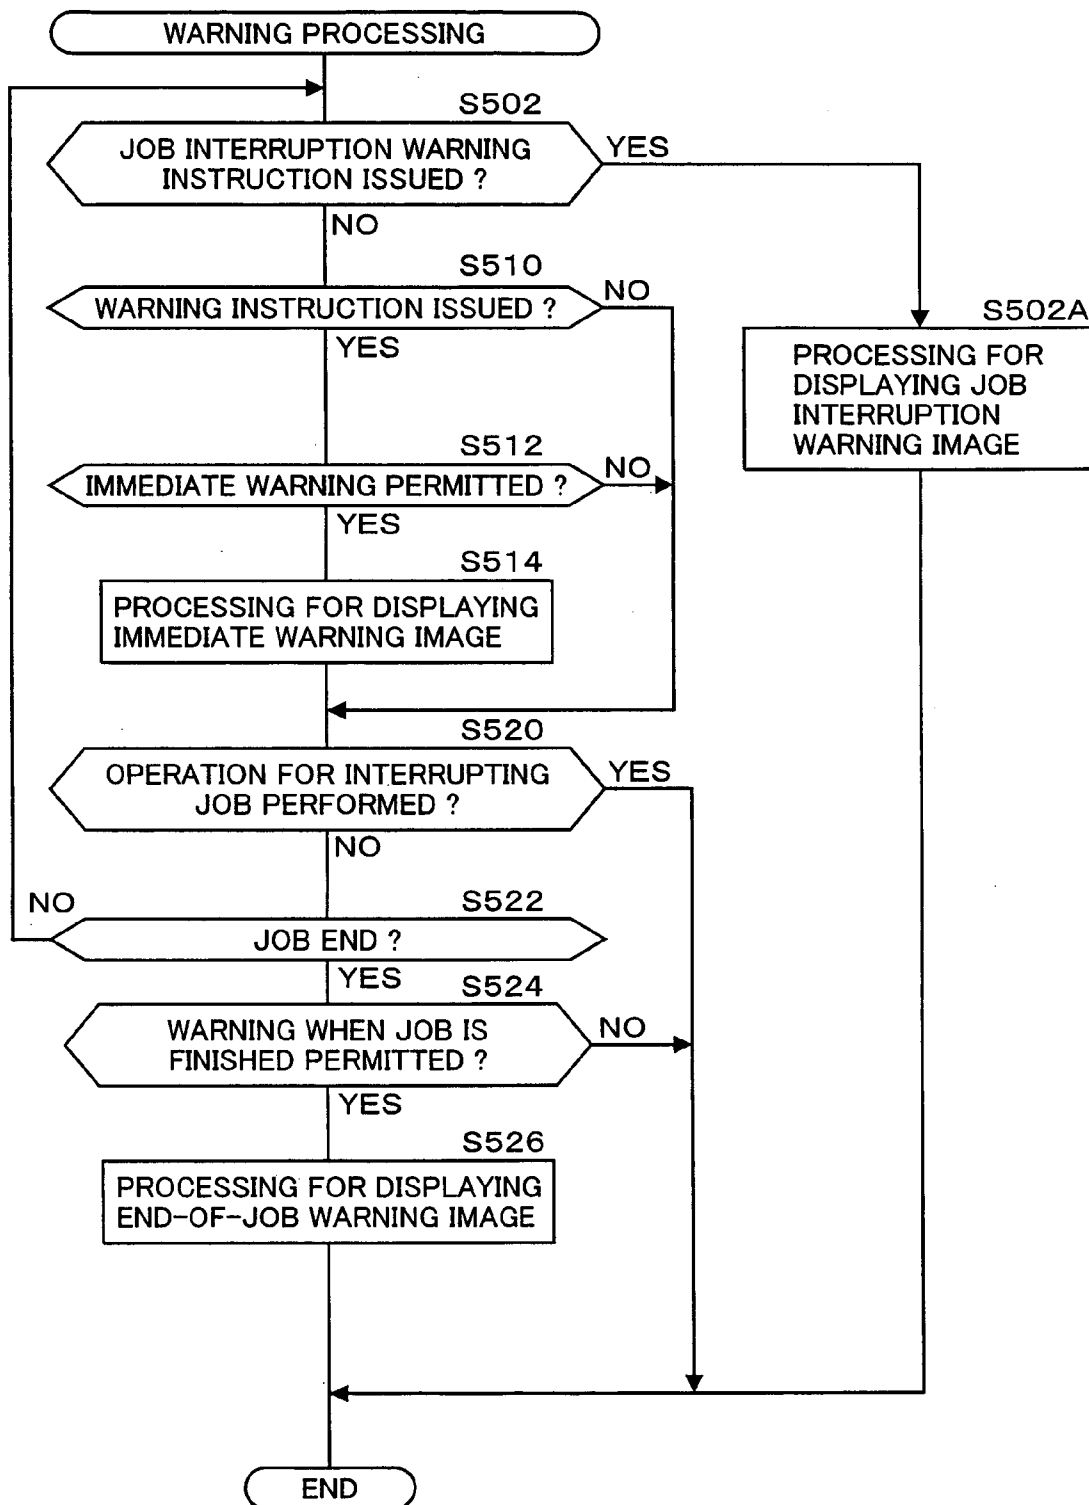 WARNING PROCESSING
S502
JOB INTERRUPTION WARNING
INSTRUCTION ISSUED ?
YES
NO
S510
WARNING INSTRUCTION ISSUED ?
NO
YES
S502A
PROCESSING FOR
DISPLAYING JOB
INTERRUPTION
WARNING IMAGE
S512
IMMEDIATE WARNING PERMITTED ?
NO
YES
S514
PROCESSING FOR DISPLAYING
IMMEDIATE WARNING IMAGE
S520
OPERATION FOR INTERRUPTING
JOB PERFORMED ?
YES
NO
S522
NO
JOB END ?
YES
S524
WARNING WHEN JOB IS
FINISHED PERMITTED ?
NO
YES
S526
PROCESSING FOR DISPLAYING
END-OF-JOB WARNING IMAGE
END